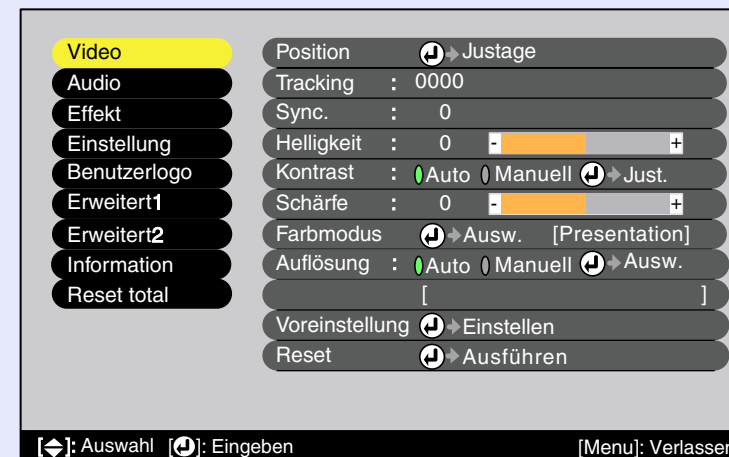 Video
Audio
Effekt
Einstellung
Benutzerlogo
Erweitert1
Erweitert2
Information
Reset total
Position Justage
Tracking : 0000
Sync. : 0
Helligkeit : 0 - +
Kontrast : Auto Manuell Just.
Schärfe : 0 - +
Farbmodus Ausw. [Presentation]
Auflösung : Auto Manuell Ausw.
[ ]
Voreinstellung Einstellen
Reset Ausführen
[ ]: Auswahl [ ]: Eingeben [Menu]: Verlassen